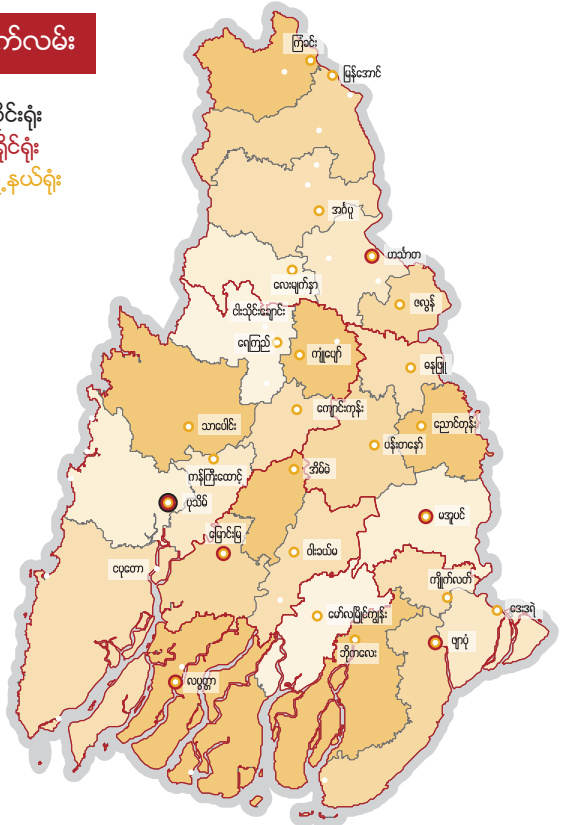 က်လမ်း
ိုင်းရုံး
ရိုင်ရုံး
့နယ်ရုံး
ကြံခင်း
မြန်အောင်
အင်္ဂပူ
ဟင်္သာတ
လေးမျက်နှာ
ဇလွန်
ငါးသိုင်းချောင်း
ရေကြည်
ကျုံပျော်
ဓနုဖြူ
ကျောင်းကုန်း
သာပေါင်း
ညောင်တုန်း
ပန်းတနော်
ကန်ကြီးထောင့်
အိမ်မဲ
ပုသိမ်
မအူပင်
မြောင်းမြ
ဝါးခယ်မ
ငပုတော
ကျိုက်လတ်
မော်လမြိုင်ကျွန်း
ဒေးဒရဲ
ဘိုကလေး
ဖျာပုံ
လပွတ္တာ